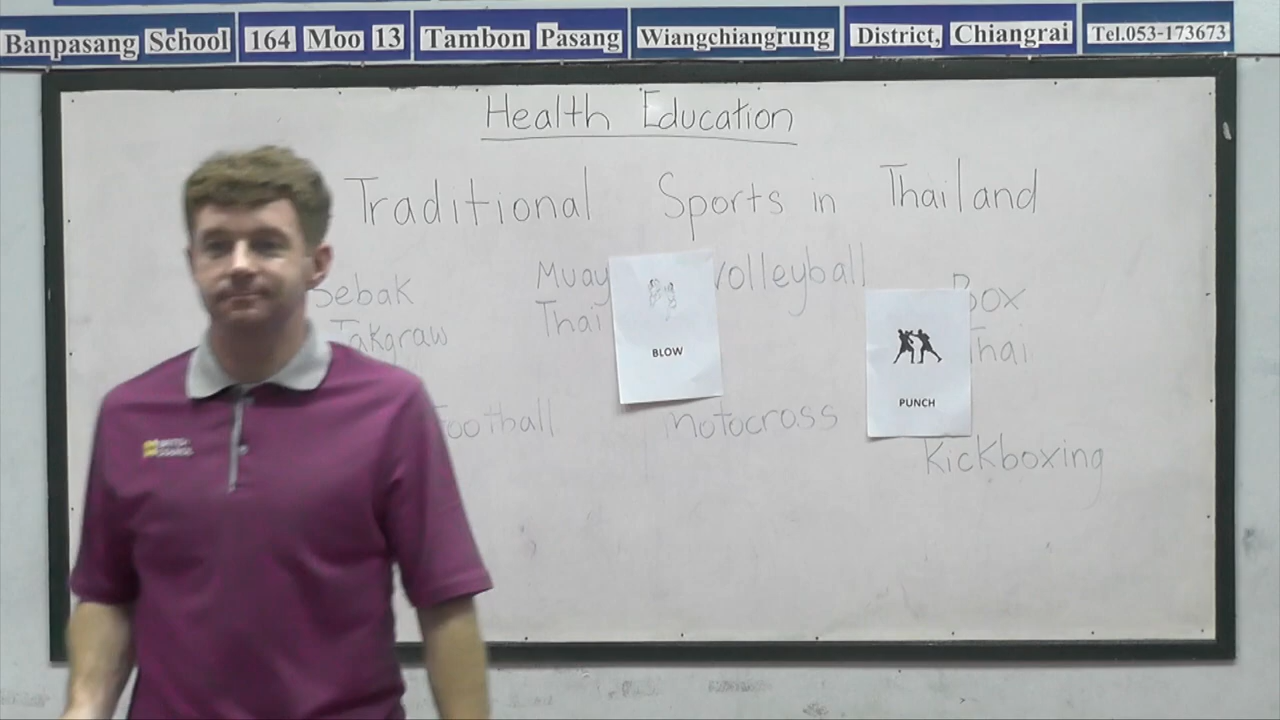 Banpasang School 164 Moo 13 Tambon Pasang Wiangchiangrung District, Chiangrai Tel.053-173673
Health Education
Traditional Sports in Thailand
Sebak
Takgraw
Muay
Thai
Volleyball
Box
Thai
BLOW
PUNCH
football
motocross
Kickboxing